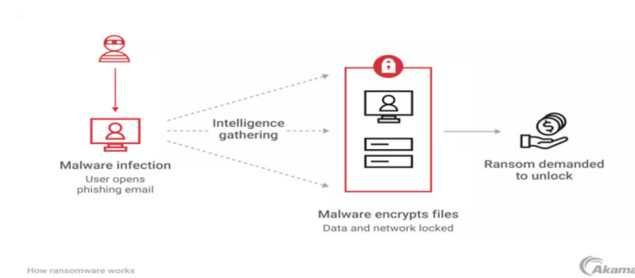 Intelligence
gathering
Malware infection
User opens
phishing email
Ransom demanded
to unlock
Malware encrypts files
Data and network locked
How ransomware works
Akama